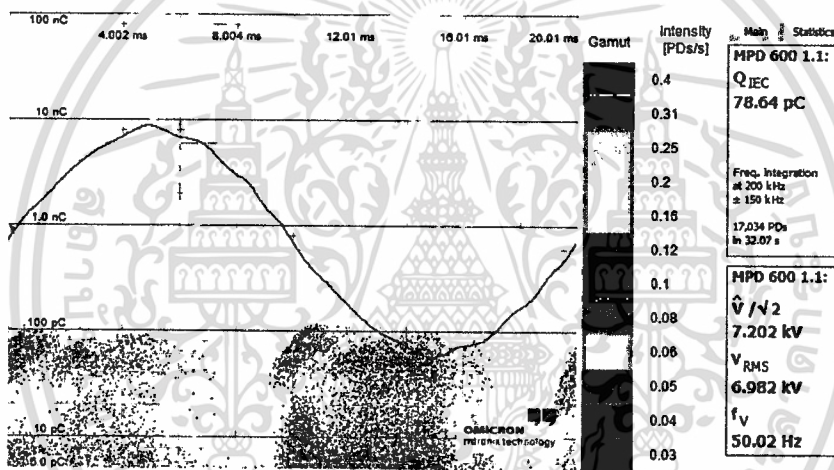 100 nC
4.002 ms 8.004 ms 12.01 ms 16.01 ms 20.01 ms
10 nC
1.0 nC
100 pC
10 pC
OMICRON
mtronix technology
Gamut
Intensity
[PDs/s]
0.4
0.31
0.25
0.2
0.16
0.12
0.1
0.08
0.06
0.05
0.04
0.03
Main Statistics
MPD 600 1.1:
Q IEC
78.64 pC
Freq. Integration
at 200 kHz
± 150 kHz
17,034 PDs
in 32.07 s
MPD 600 1.1:
V̂ /√2
7.202 kV
V RMS
6.982 kV
f V
50.02 Hz